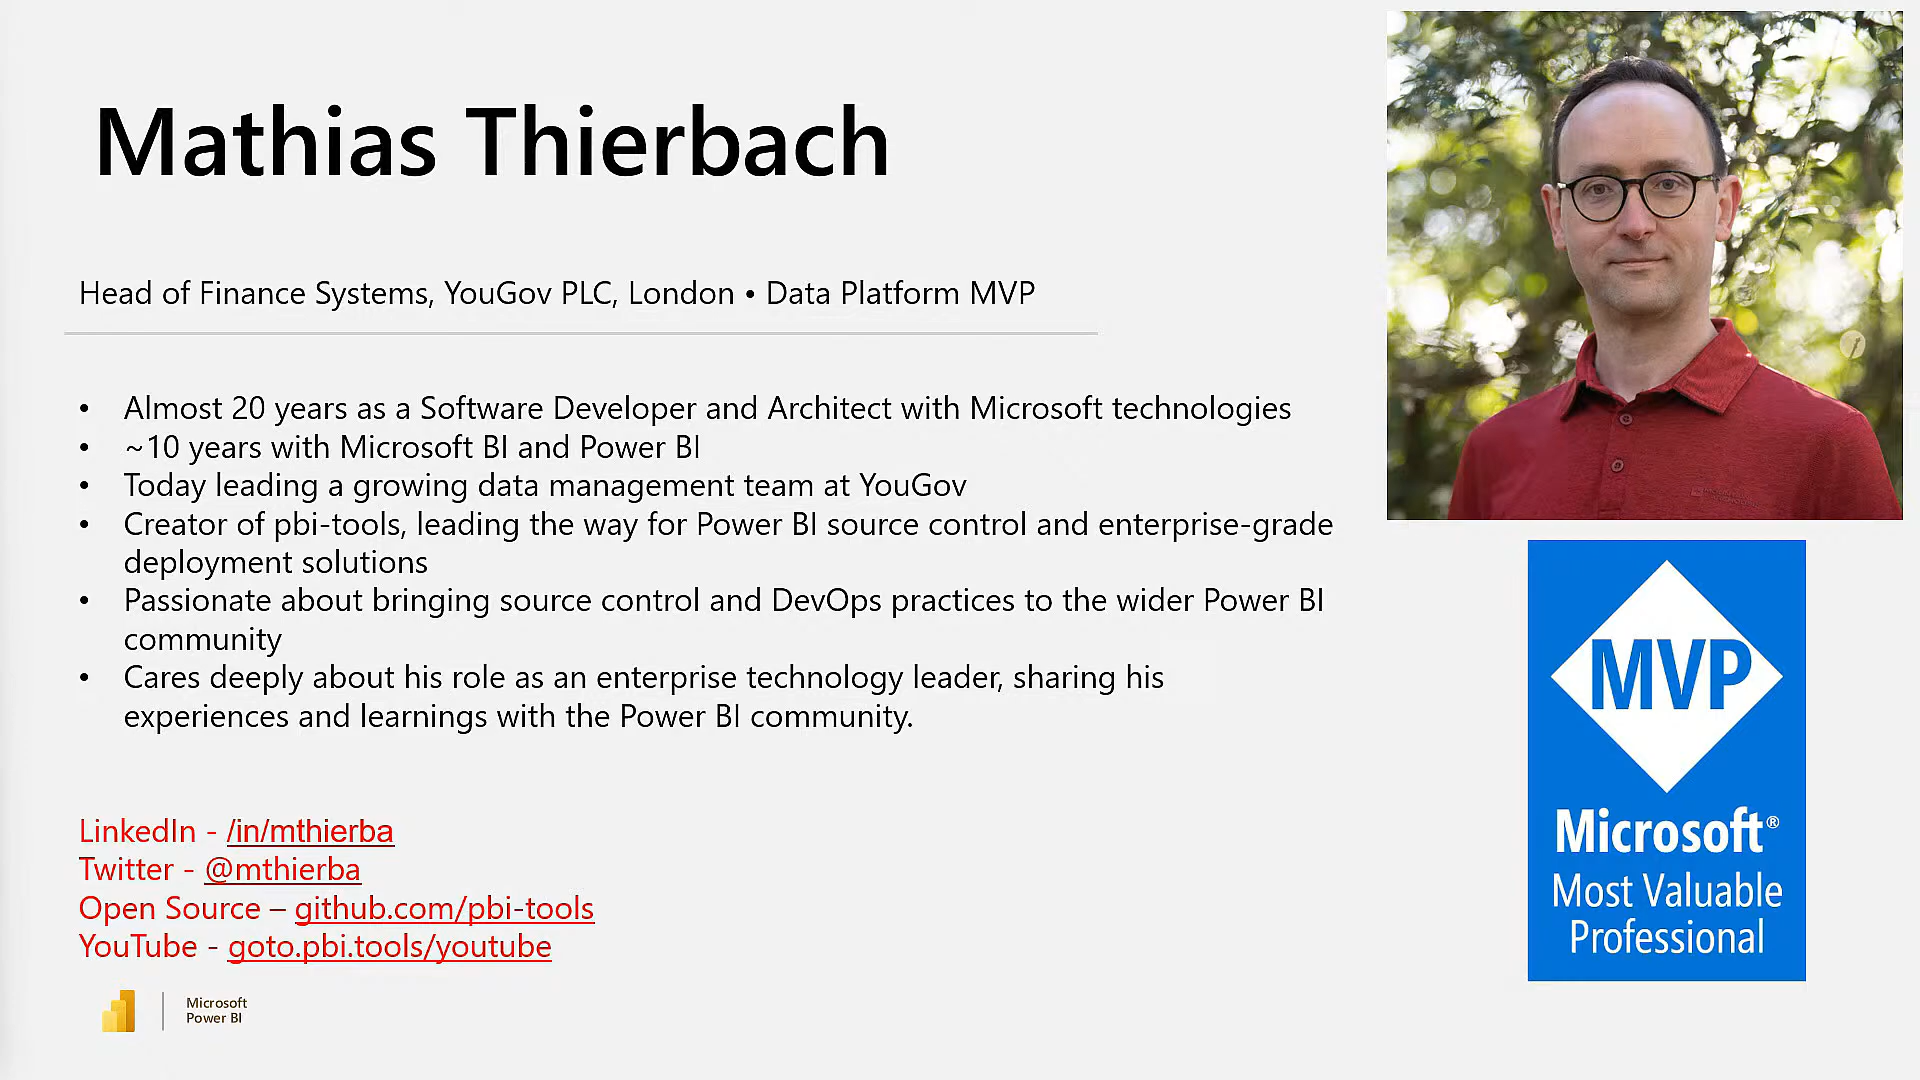 Mathias Thierbach
Head of Finance Systems, YouGov PLC, London • Data Platform MVP
• Almost 20 years as a Software Developer and Architect with Microsoft technologies
• ~10 years with Microsoft BI and Power BI
• Today leading a growing data management team at YouGov
• Creator of pbi-tools, leading the way for Power BI source control and enterprise-grade
deployment solutions
• Passionate about bringing source control and DevOps practices to the wider Power BI
community
• Cares deeply about his role as an enterprise technology leader, sharing his
experiences and learnings with the Power BI community.
LinkedIn - /in/mthierba
Twitter - @mthierba
Open Source – github.com/pbi-tools
YouTube - goto.pbi.tools/youtube
Microsoft
Power BI
MVP
Microsoft®
Most Valuable
Professional